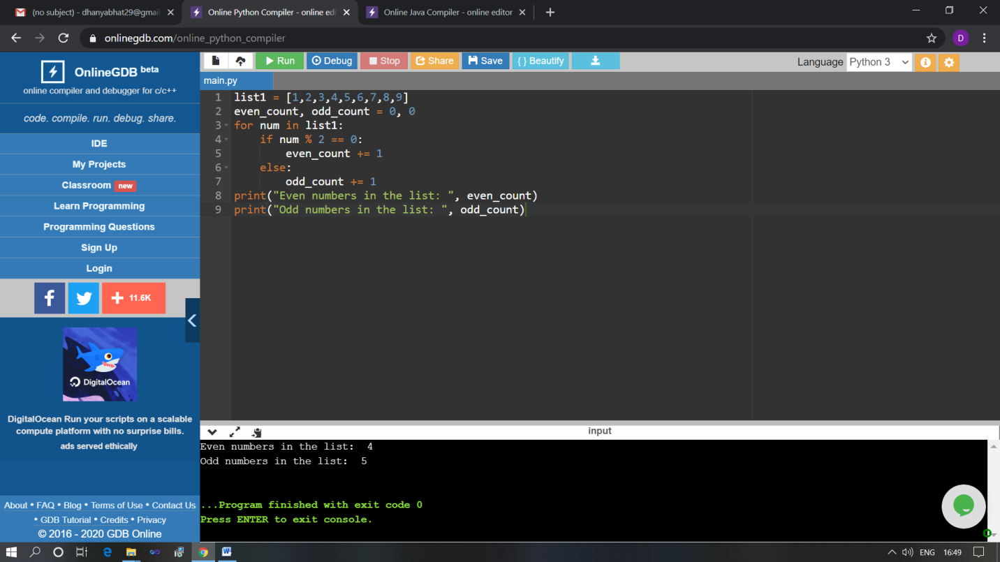 (no subject) - dhanyabhat29@gmail
Online Python Compiler - online edi
Online Java Compiler - online editor
onlinegdb.com/online_python_compiler
D
OnlineGDB beta
online compiler and debugger for c/c++
code. compile. run. debug. share.
IDE
My Projects
Classroom new
Learn Programming
Programming Questions
Sign Up
Login
f
11.6K
DigitalOcean
DigitalOcean Run your scripts on a scalable
compute platform with no surprise bills.
ads served ethically
About • FAQ • Blog • Terms of Use • Contact Us
• GDB Tutorial • Credits • Privacy
© 2016 - 2020 GDB Online
Run Debug Stop Share Save { } Beautify
Language Python 3
main.py
1 list1 = [1,2,3,4,5,6,7,8,9]
2 even_count, odd_count = 0, 0
3 for num in list1:
4     if num % 2 == 0:
5         even_count += 1
6     else:
7         odd_count += 1
8 print("Even numbers in the list: ", even_count)
9 print("Odd numbers in the list: ", odd_count)
input
Even numbers in the list:  4
Odd numbers in the list:  5
...Program finished with exit code 0
Press ENTER to exit console.
ENG 16:49